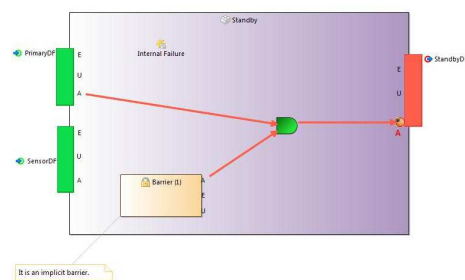 Standby
PrimaryDF
E
U
A
Internal Failure
StandbyD
E
U
A
SensorDF
E
U
A
Barrier (1)
A
E
U
It is an implicit barrier.